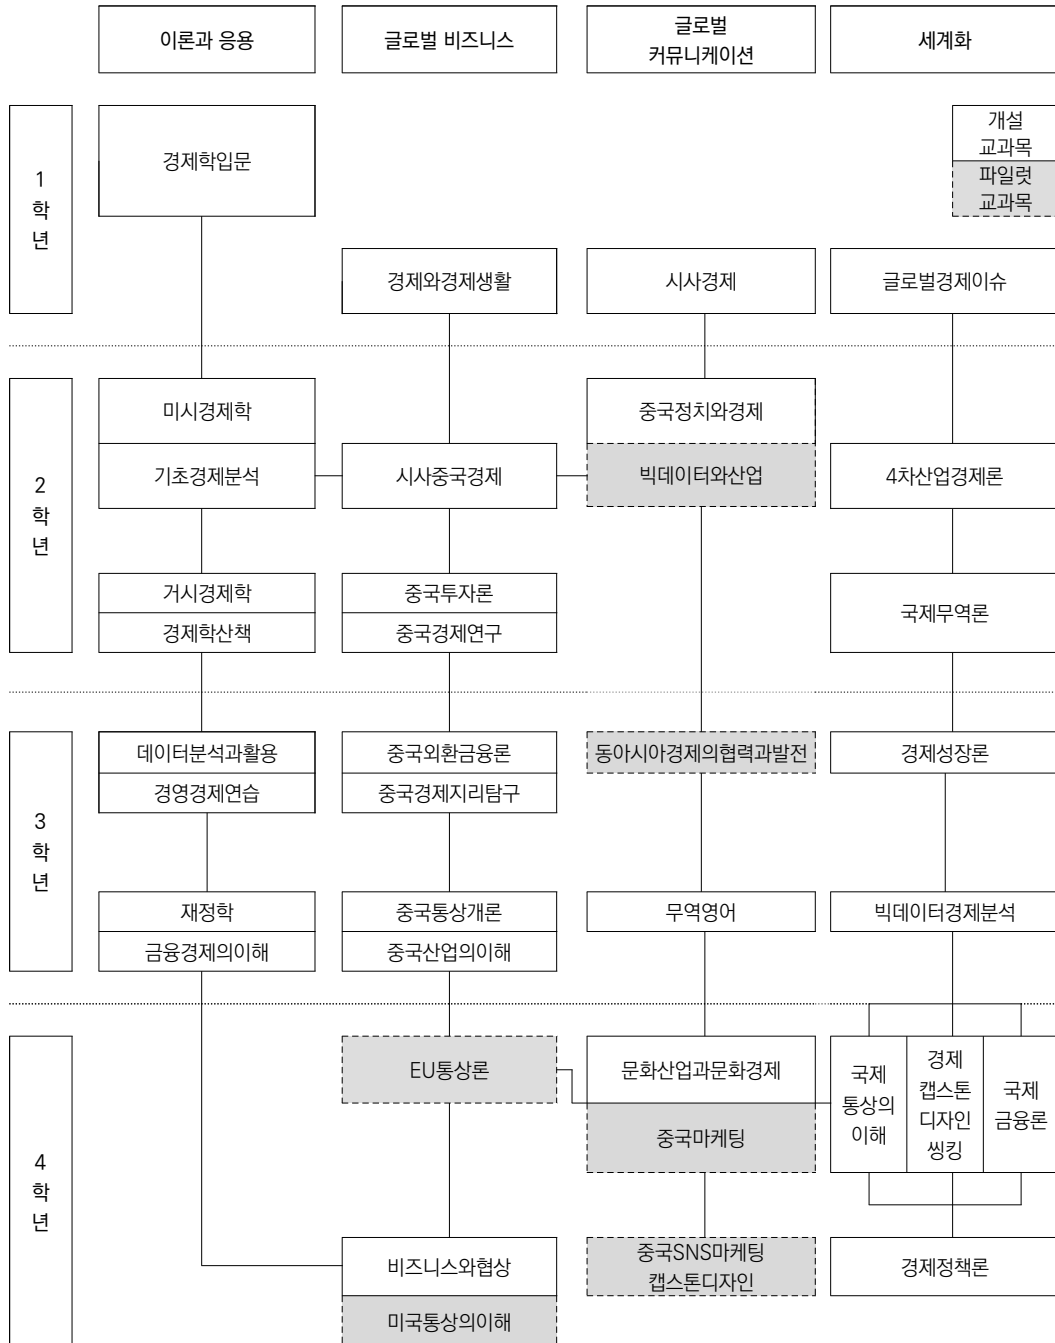 이론과 응용
글로벌 비즈니스
글로벌
커뮤니케이션
세계화
1
학
년
경제학입문
개설
교과목
파일럿
교과목
경제와경제생활
시사경제
글로벌경제이슈
2
학
년
미시경제학
중국정치와경제
기초경제분석
시사중국경제
빅데이터와산업
4차산업경제론
거시경제학
중국투자론
국제무역론
경제학산책
중국경제연구
3
학
년
데이터분석과활용
중국외환금융론
동아시아경제의협력과발전
경제성장론
경영경제연습
중국경제지리탐구
재정학
중국통상개론
무역영어
빅데이터경제분석
금융경제의이해
중국산업의이해
4
학
년
EU통상론
문화산업과문화경제
중국마케팅
국제
통상의
이해
경제
캡스톤
디자인
씽킹
국제
금융론
비즈니스와협상
중국SNS마케팅
캡스톤디자인
경제정책론
미국통상의이해